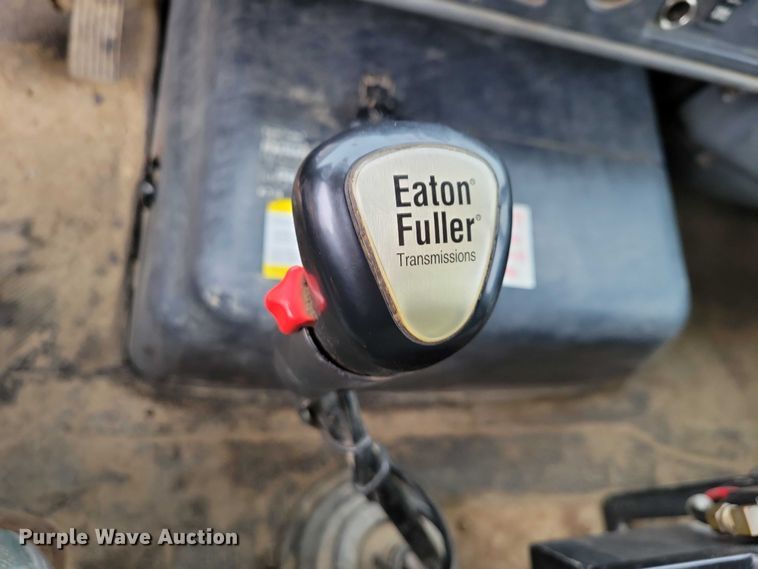 Eaton®
Fuller®
Transmissions
Purple Wave Auction